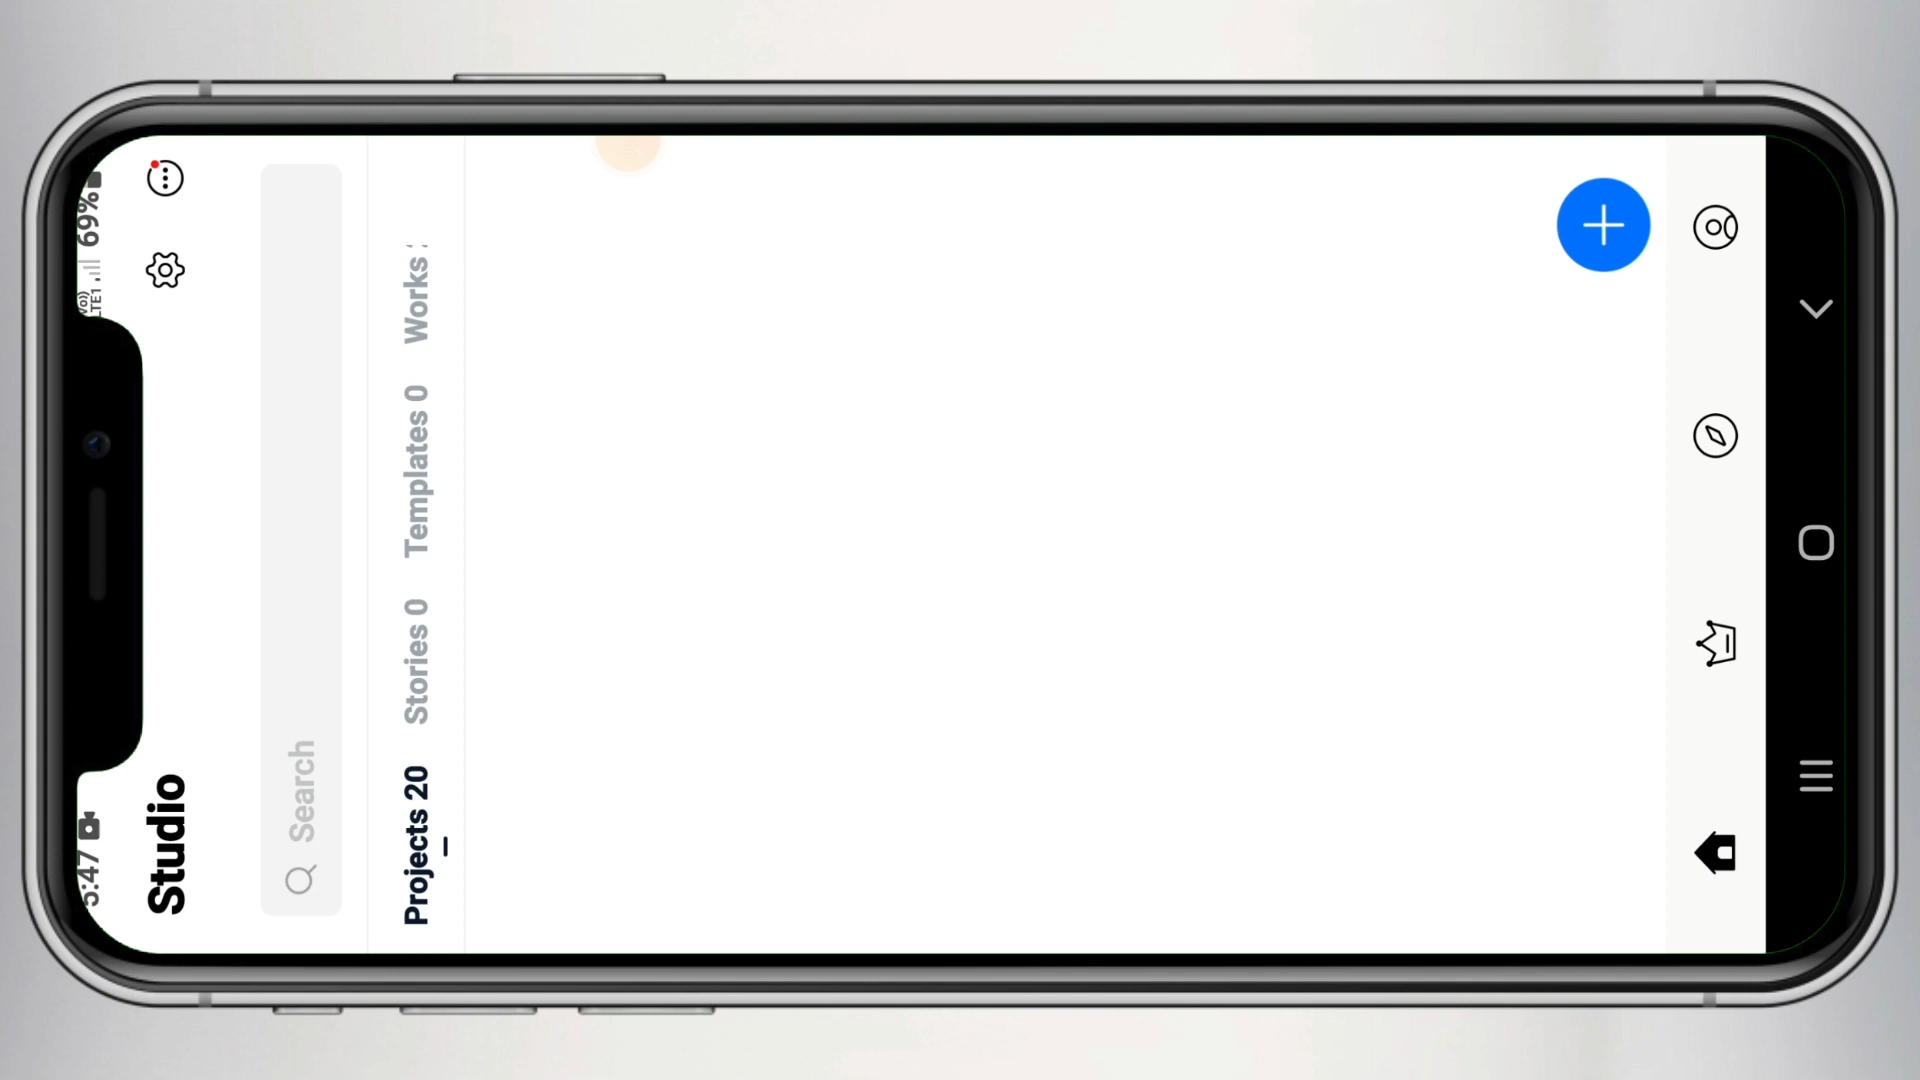 5:47
LTE1 69%
Studio
Search
Projects 20 Stories 0 Templates 0 Works